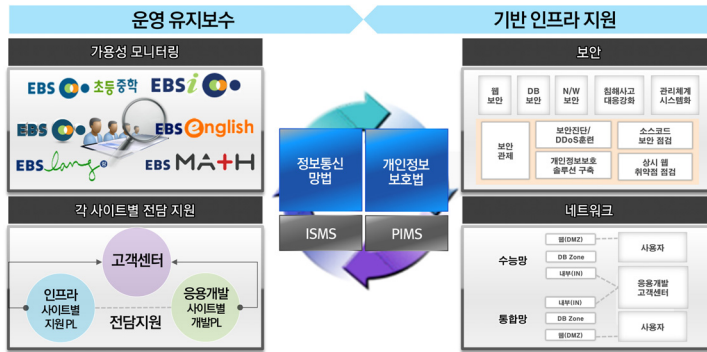 운영 유지보수
기반 인프라 지원
가용성 모니터링
EBS 초등 중학
EBS i
EBS
EBS english
EBS lang
EBS MATH
각 사이트별 전담 지원
고객센터
인프라
사이트별
지원 PL
전담지원
응용개발
사이트별
개발PL
정보통신
망법
개인정보
보호법
ISMS
PIMS
보안
웹
보안
DB
보안
N/W
보안
침해사고
대응강화
관리체계
시스템화
보안
관제
보안진단/
DDoS훈련
소스코드
보안 점검
개인정보보호
솔루션 구축
상시 웹
취약점 점검
네트워크
수능망
웹(DMZ)
DB Zone
내부(IN)
사용자
응용개발
고객센터
통합망
내부(IN)
DB Zone
웹(DMZ)
사용자